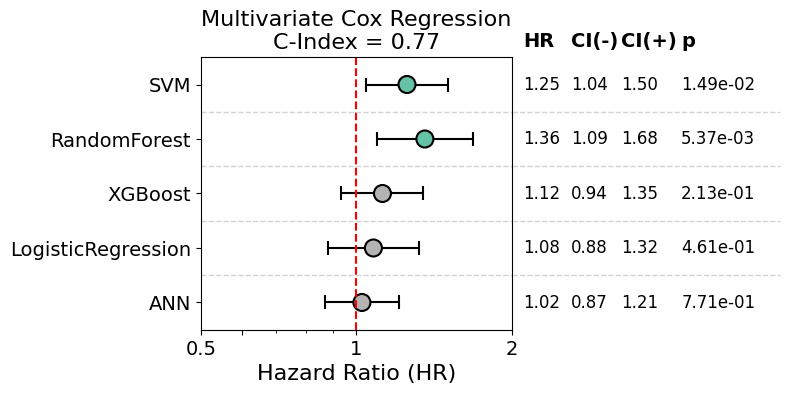 Multivariate Cox Regression
C-Index = 0.77
HR CI(-) CI(+) p
SVM 1.25 1.04 1.50 1.49e-02
RandomForest 1.36 1.09 1.68 5.37e-03
XGBoost 1.12 0.94 1.35 2.13e-01
LogisticRegression 1.08 0.88 1.32 4.61e-01
ANN 1.02 0.87 1.21 7.71e-01
0.5 1 2
Hazard Ratio (HR)